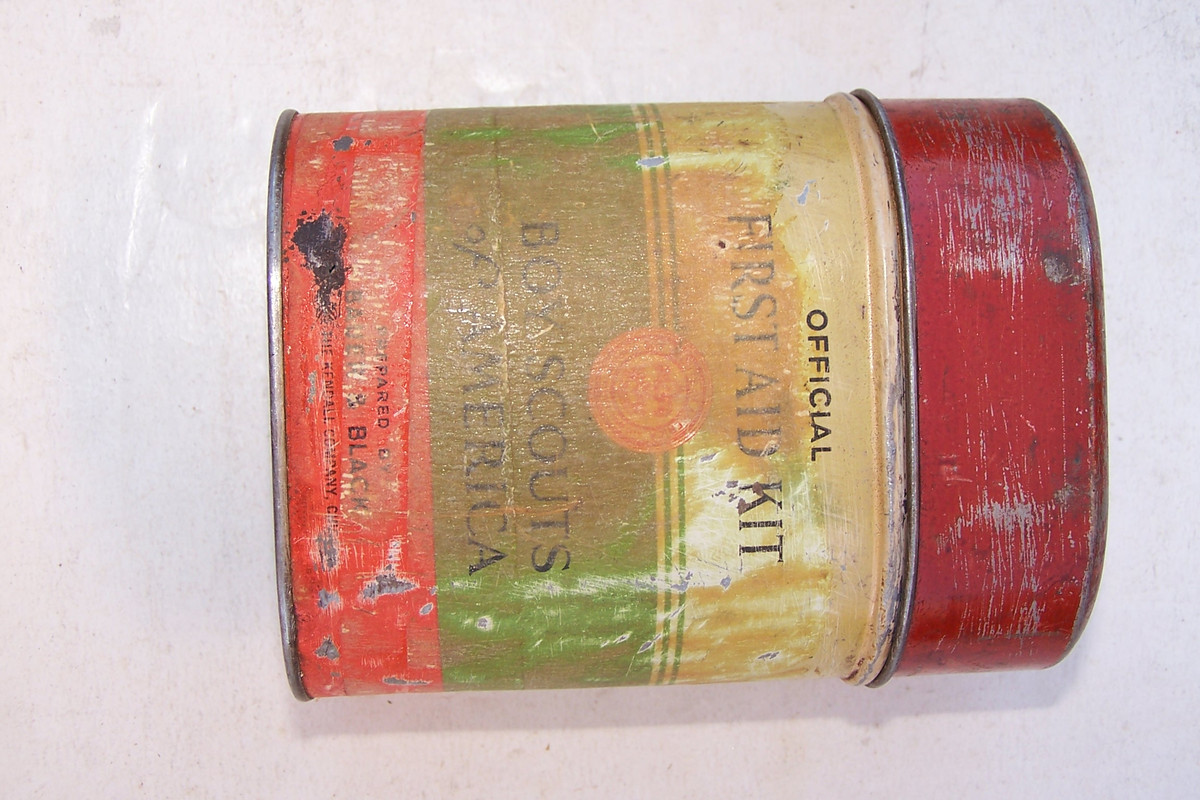 OFFICIAL
FIRST AID KIT
BOY SCOUTS
of AMERICA
PREPARED BY
BAUER & BLACK
THE KENDALL COMPANY,